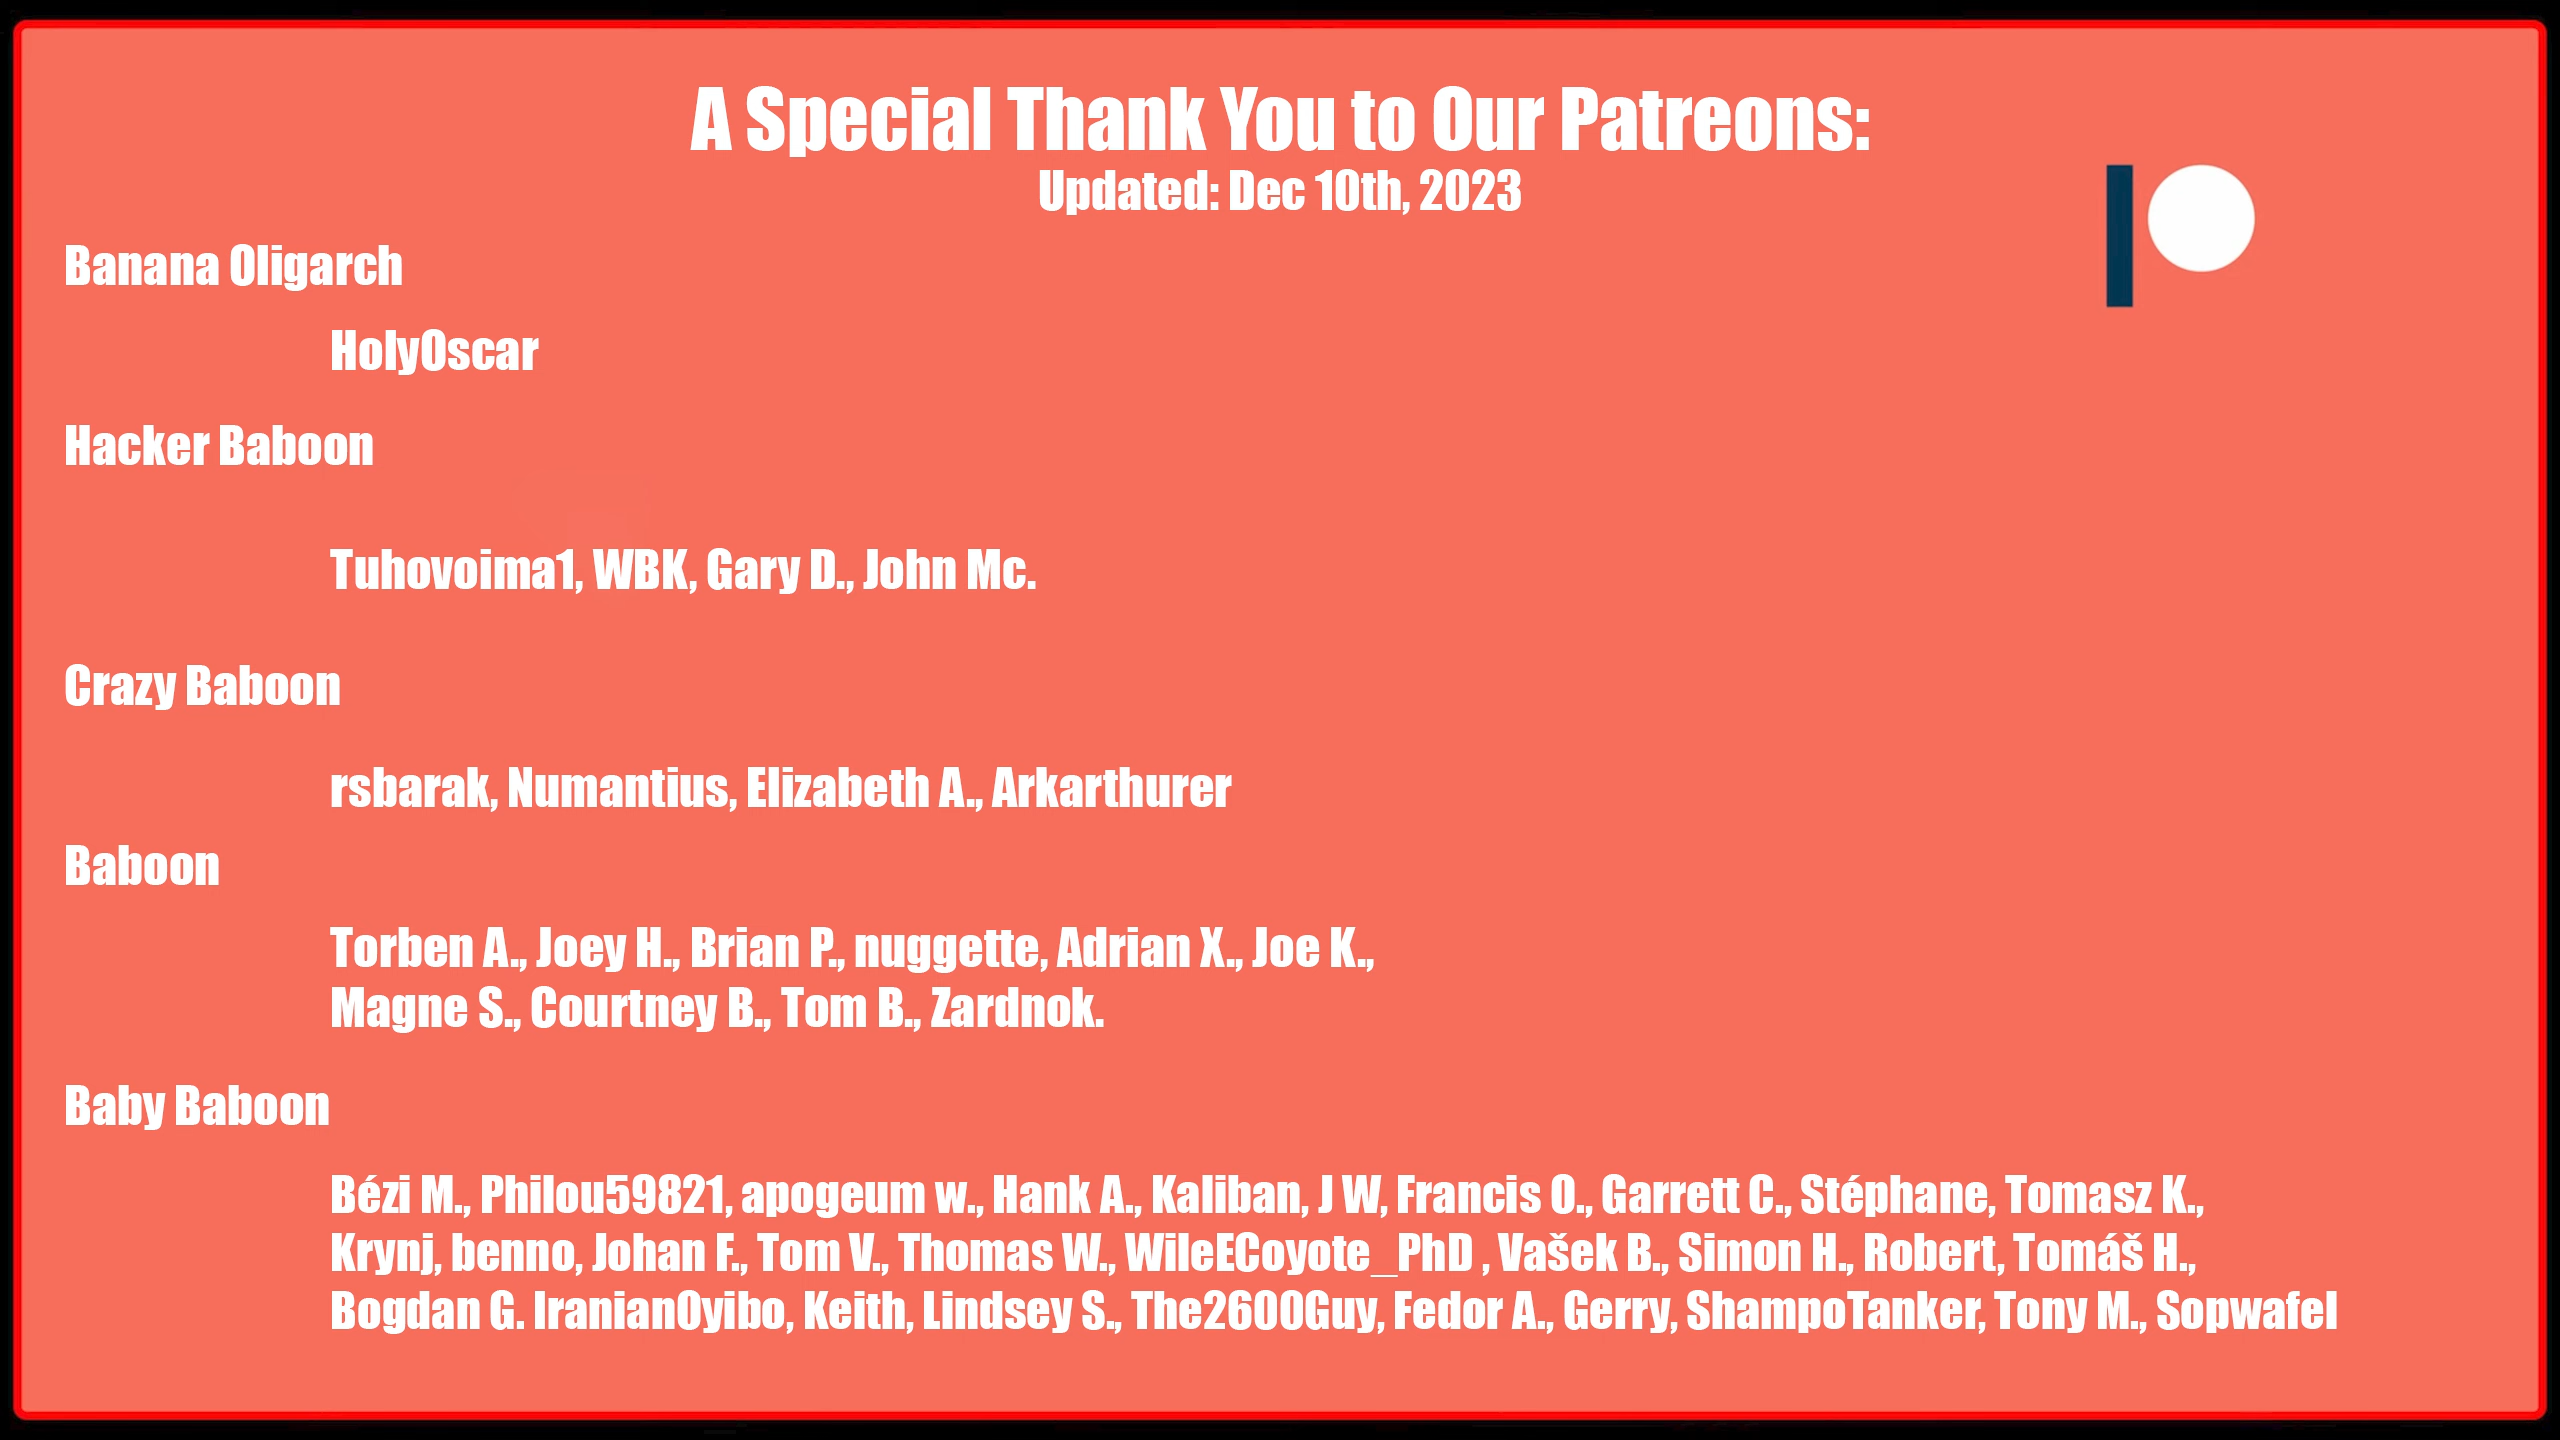 A Special Thank You to Our Patreons:
Updated: Dec 10th, 2023
Banana Oligarch
HolyOscar
Hacker Baboon
Tuhovoima1, WBK, Gary D., John Mc.
Crazy Baboon
rsbarak, Numantius, Elizabeth A., Arkarthurer
Baboon
Torben A., Joey H., Brian P., nuggette, Adrian X., Joe K.,
Magne S., Courtney B., Tom B., Zardnok.
Baby Baboon
Bézi M., Philou59821, apogeum w., Hank A., Kaliban, J W, Francis O., Garrett C., Stéphane, Tomasz K.,
Krynj, benno, Johan F., Tom V., Thomas W., WileECoyote_PhD , Vašek B., Simon H., Robert, Tomáš H.,
Bogdan G. IranianOyibo, Keith, Lindsey S., The2600Guy, Fedor A., Gerry, ShampoTanker, Tony M., Sopwafel